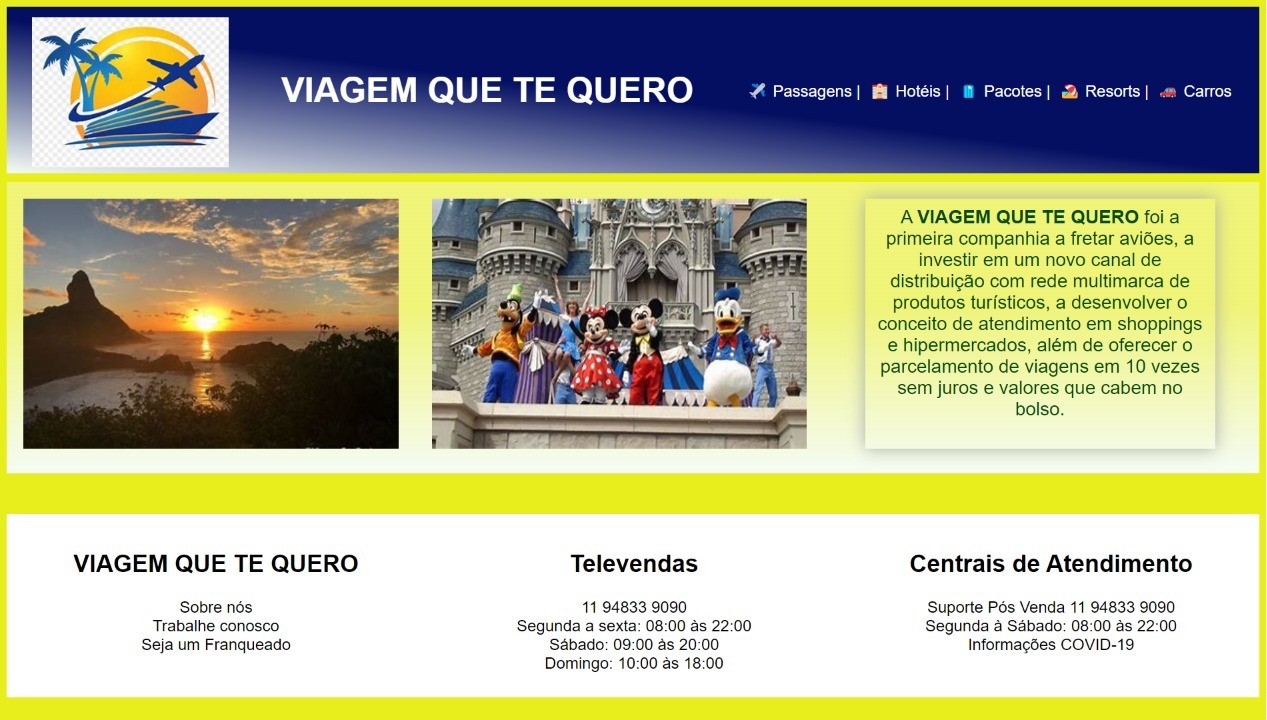 VIAGEM QUE TE QUERO
Passagens | Hotéis | Pacotes | Resorts | Carros
A VIAGEM QUE TE QUERO foi a
primeira companhia a fretar aviões, a
investir em um novo canal de
distribuição com rede multimarca de
produtos turísticos, a desenvolver o
conceito de atendimento em shoppings
e hipermercados, além de oferecer o
parcelamento de viagens em 10 vezes
sem juros e valores que cabem no
bolso.
VIAGEM QUE TE QUERO
Sobre nós
Trabalhe conosco
Seja um Franqueado
Televendas
11 94833 9090
Segunda a sexta: 08:00 às 22:00
Sábado: 09:00 às 20:00
Domingo: 10:00 às 18:00
Centrais de Atendimento
Suporte Pós Venda 11 94833 9090
Segunda à Sábado: 08:00 às 22:00
Informações COVID-19